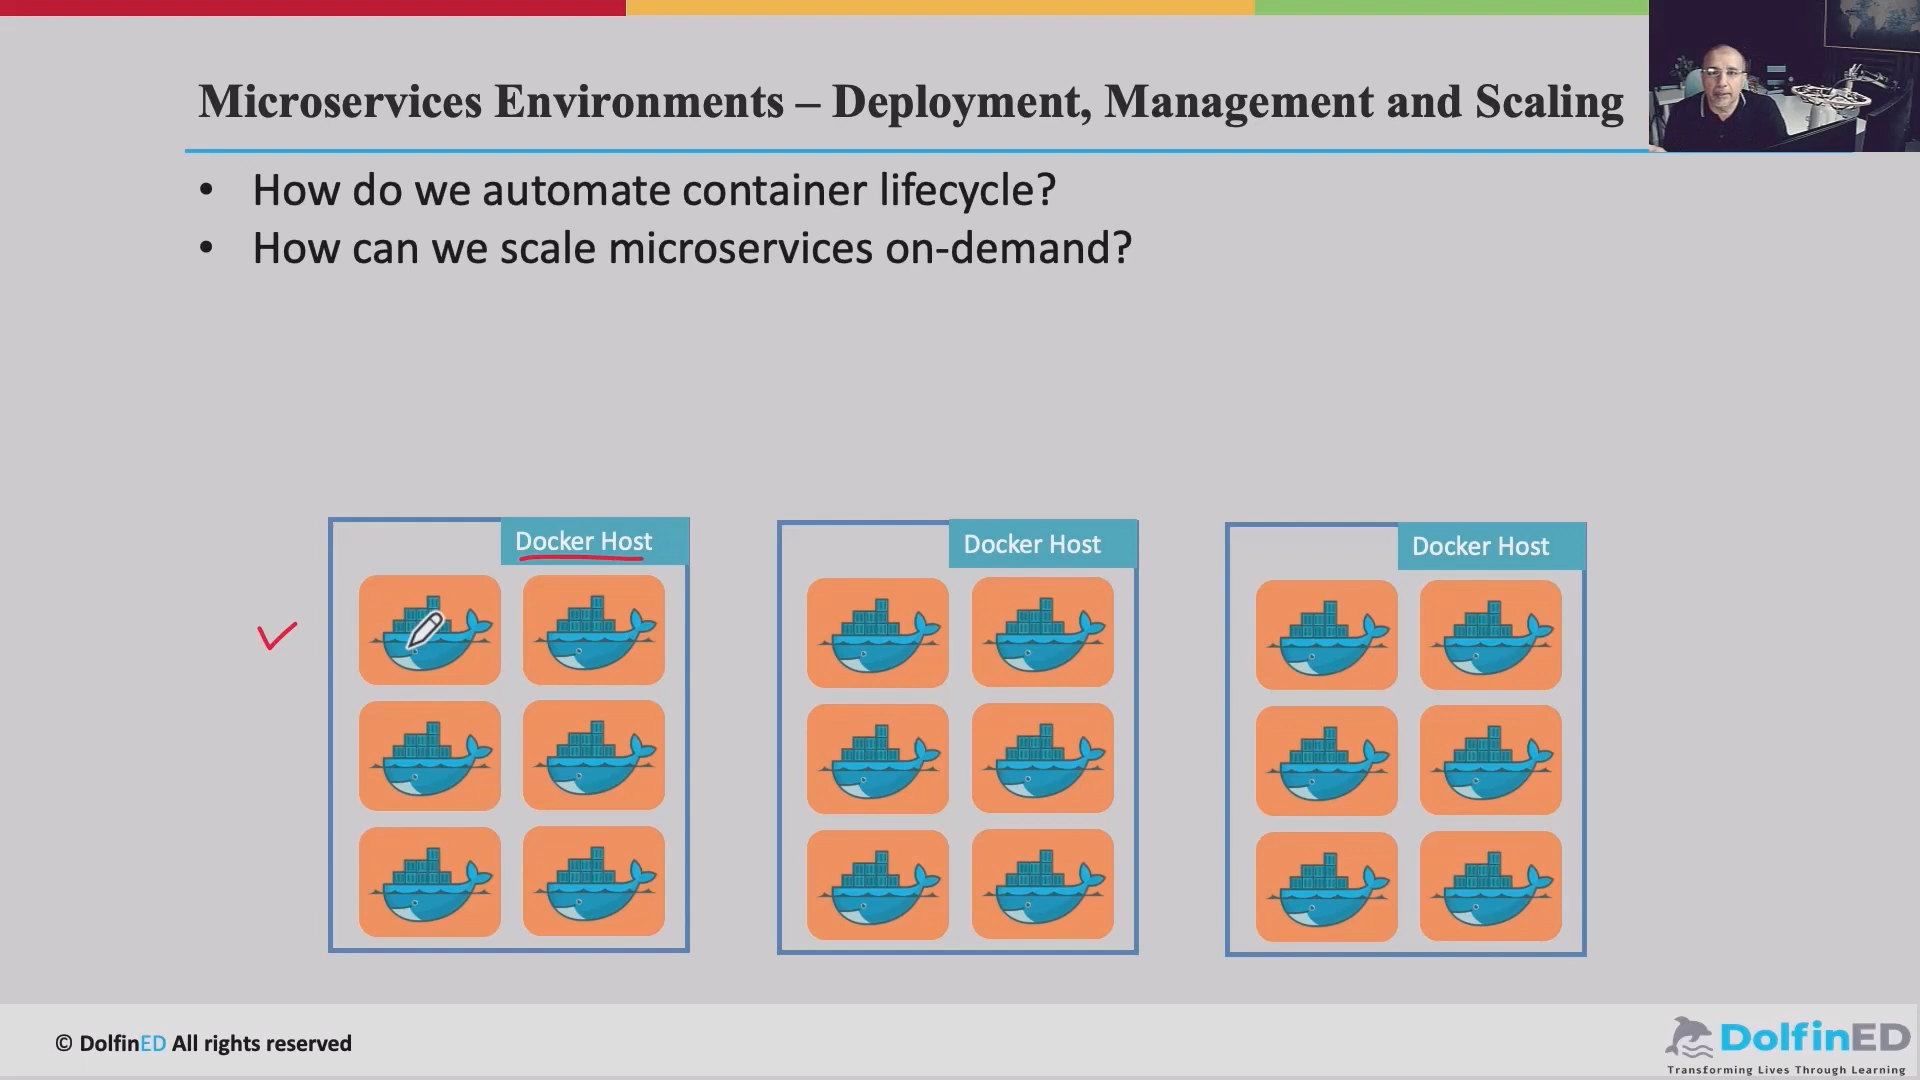 Microservices Environments – Deployment, Management and Scaling
• How do we automate container lifecycle?
• How can we scale microservices on-demand?
Docker Host
Docker Host
Docker Host
© DolfinED All rights reserved
DolfinED
Transforming Lives Through Learning